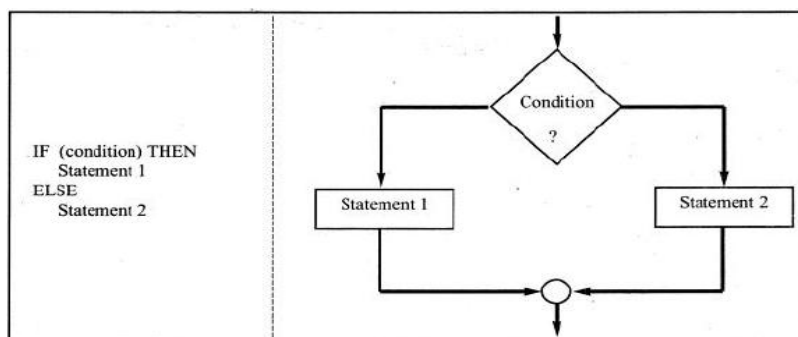 IF (condition) THEN
Statement 1
ELSE
Statement 2
Condition
?
Statement 1
Statement 2